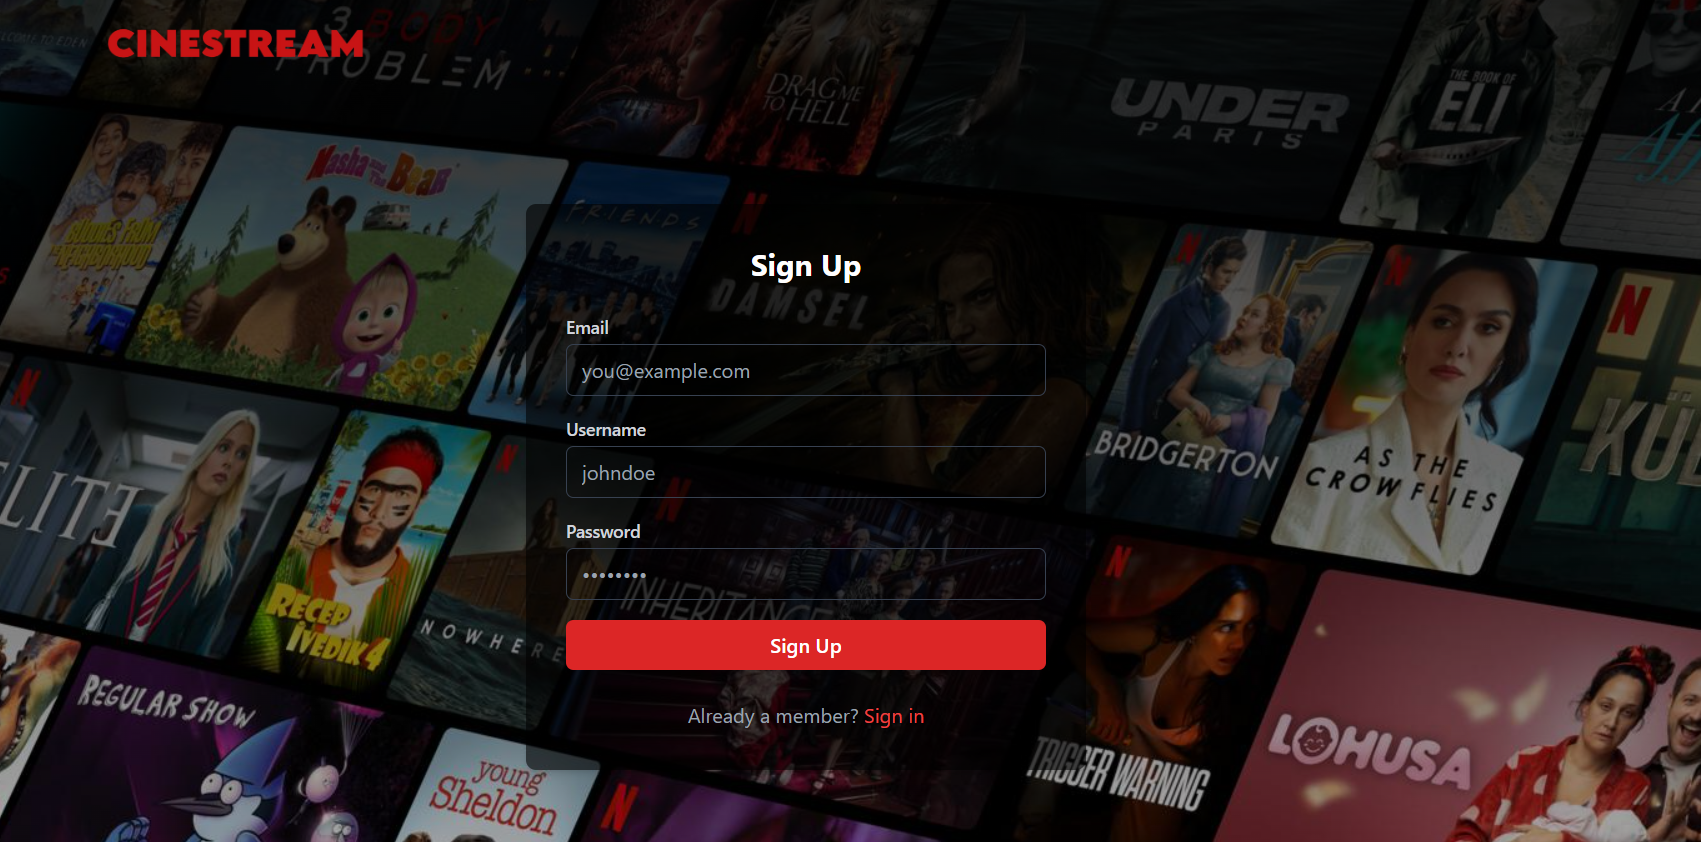 CINESTREAM
3 BODY
PROBLEM
DRAG ME
TO HELL
UNDER
PARIS
THE BOOK OF
ELI
Masha and The Bear
FRIENDS
DAMSEL
Sign Up
Email
you@example.com
Username
johndoe
Password
Sign Up
Already a member? Sign in
BRIDGERTON
AS THE
CROW FLIES
KÜ
LITE
RECEP
İVEDİK 4
NOWHERE
INHERITANCE
REGULAR SHOW
young
Sheldon
TRIGGER WARNING
LOHUSA